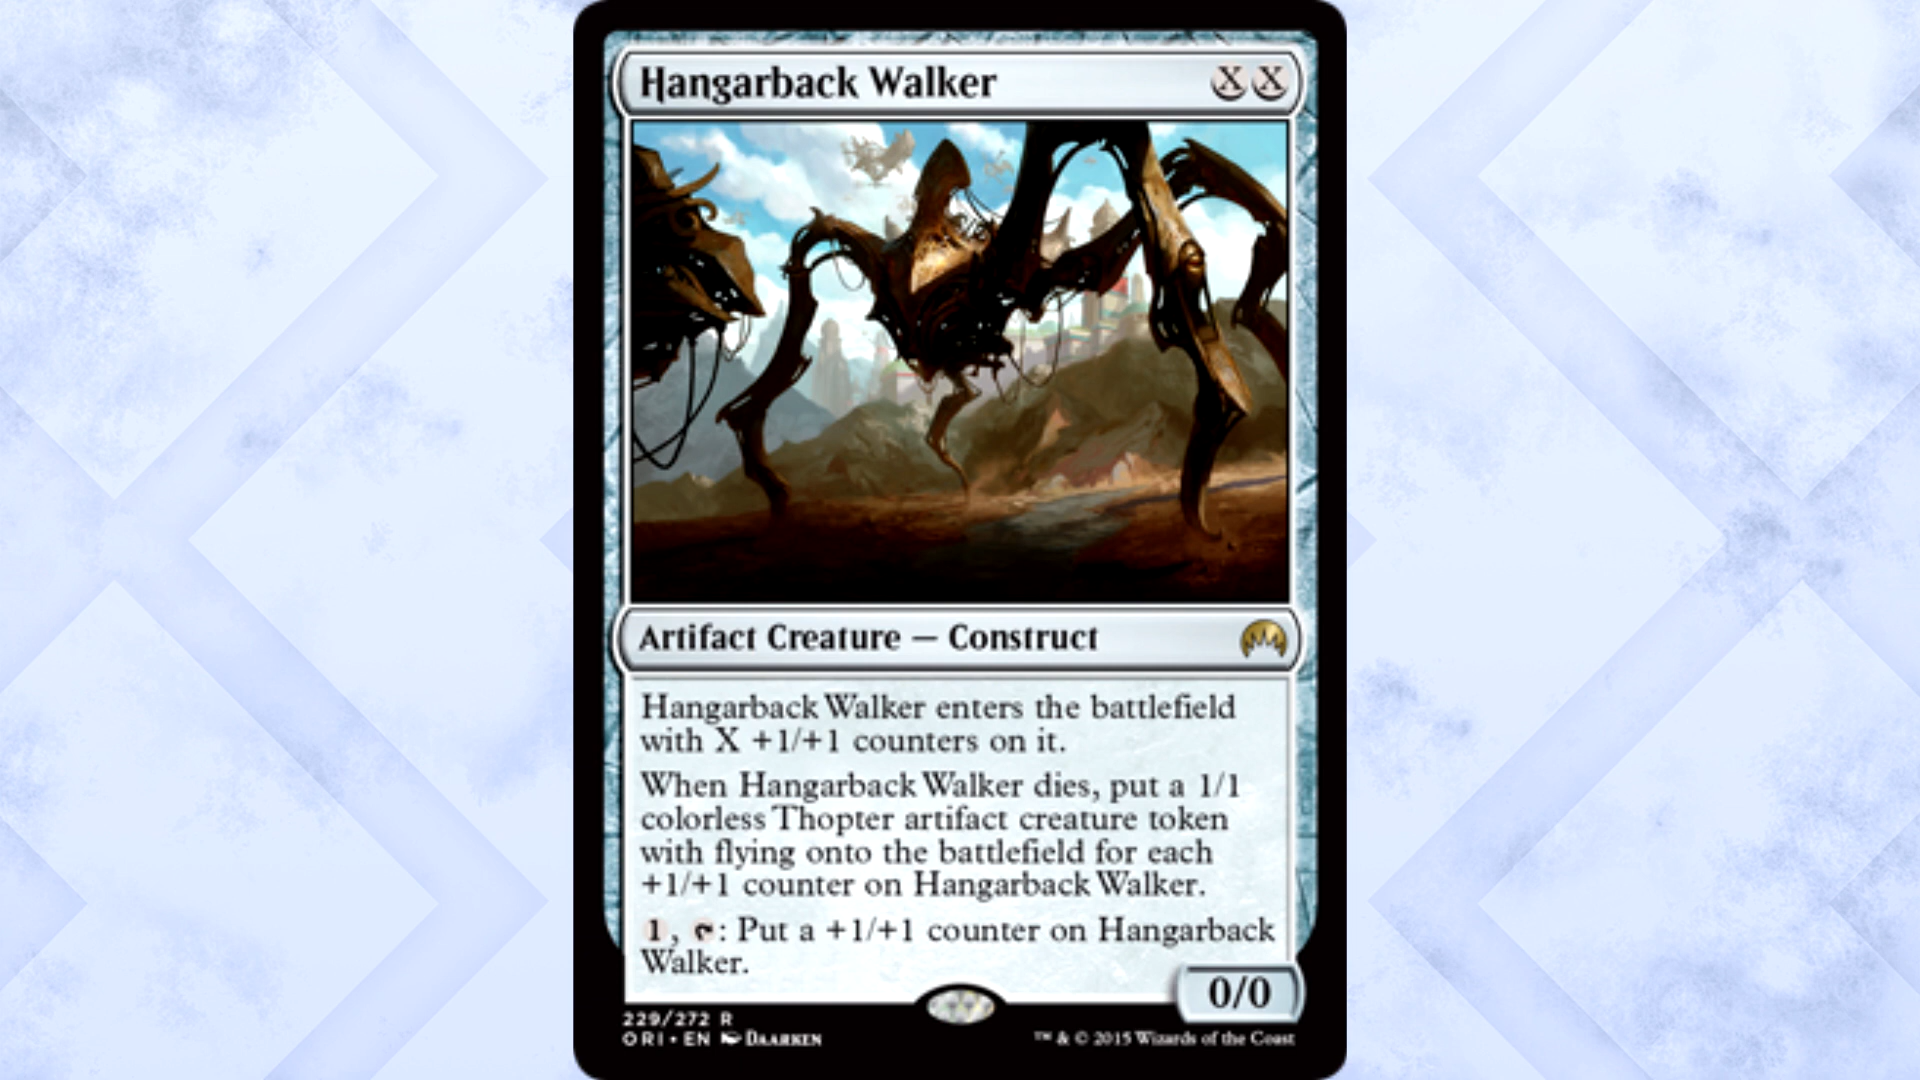 Hangarback Walker XX
Artifact Creature — Construct
Hangarback Walker enters the battlefield
with X +1/+1 counters on it.
When Hangarback Walker dies, put a 1/1
colorless Thopter artifact creature token
with flying onto the battlefield for each
+1/+1 counter on Hangarback Walker.
1, : Put a +1/+1 counter on Hangarback
Walker.
0/0
229/272 R
ORI • EN DAARKEN
™ & © 2015 Wizards of the Coast